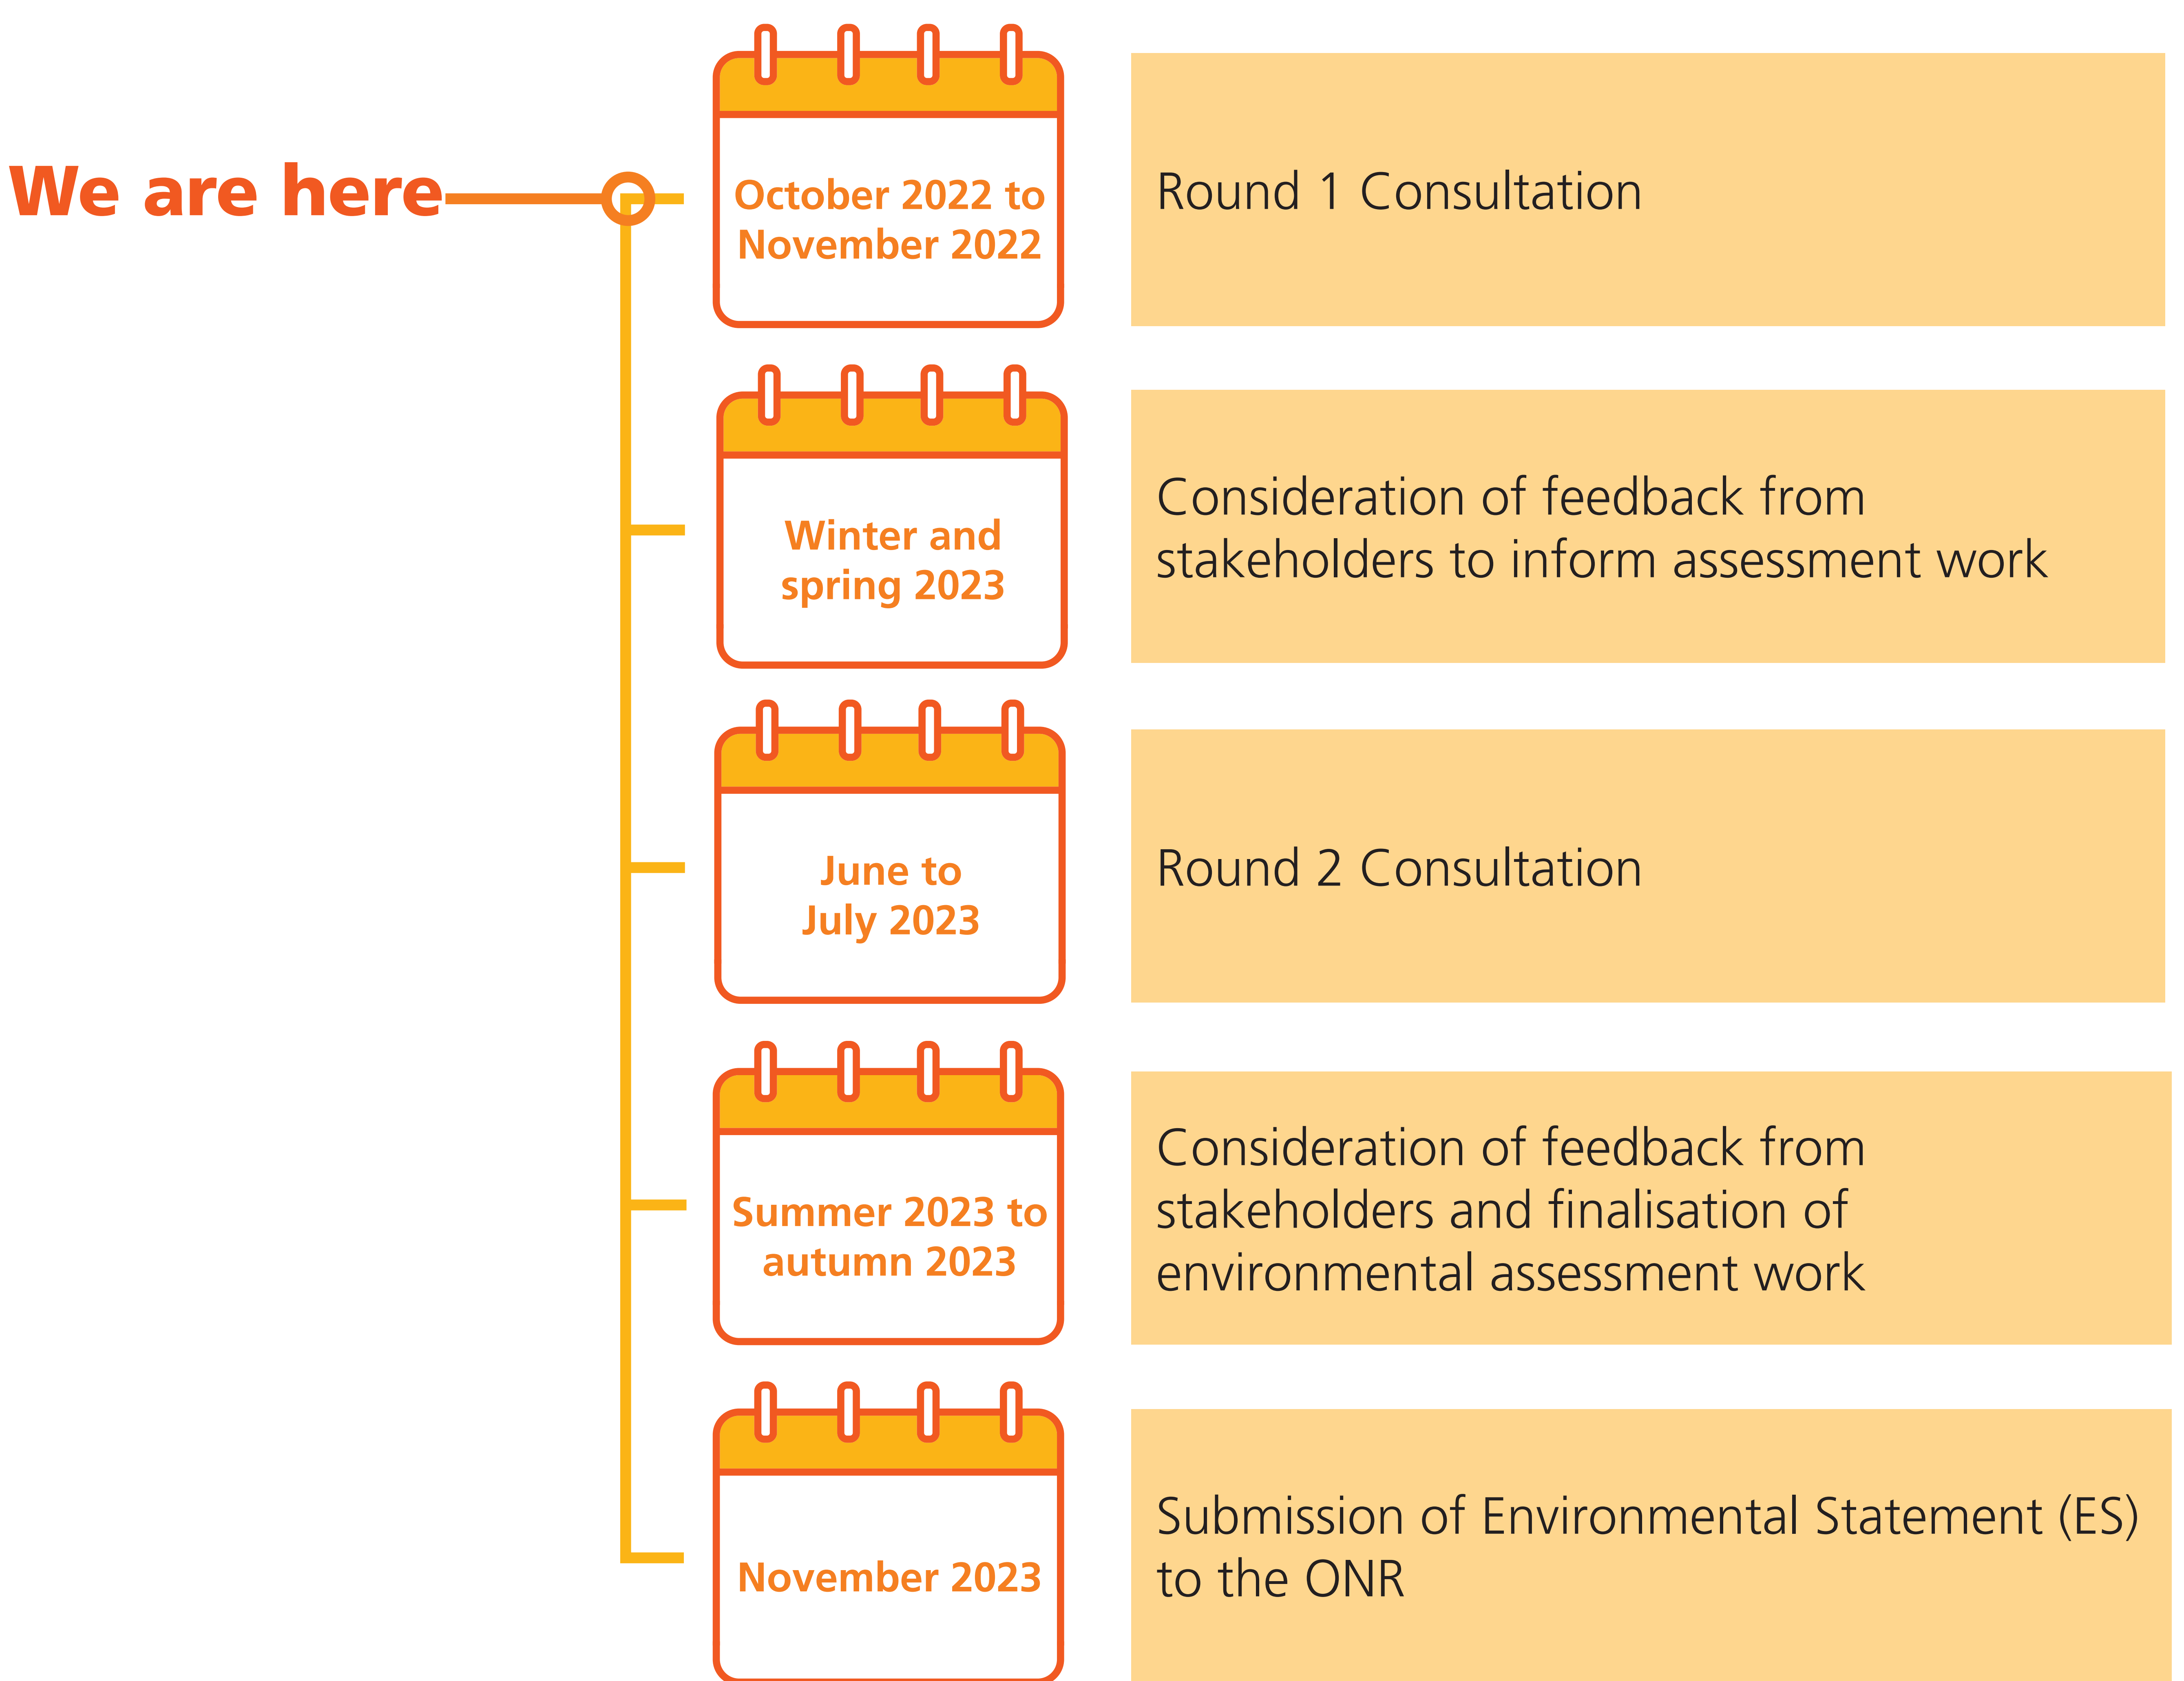 We are here
October 2022 to
November 2022
Round 1 Consultation
Winter and
spring 2023
Consideration of feedback from
stakeholders to inform assessment work
June to
July 2023
Round 2 Consultation
Summer 2023 to
autumn 2023
Consideration of feedback from
stakeholders and finalisation of
environmental assessment work
November 2023
Submission of Environmental Statement (ES)
to the ONR